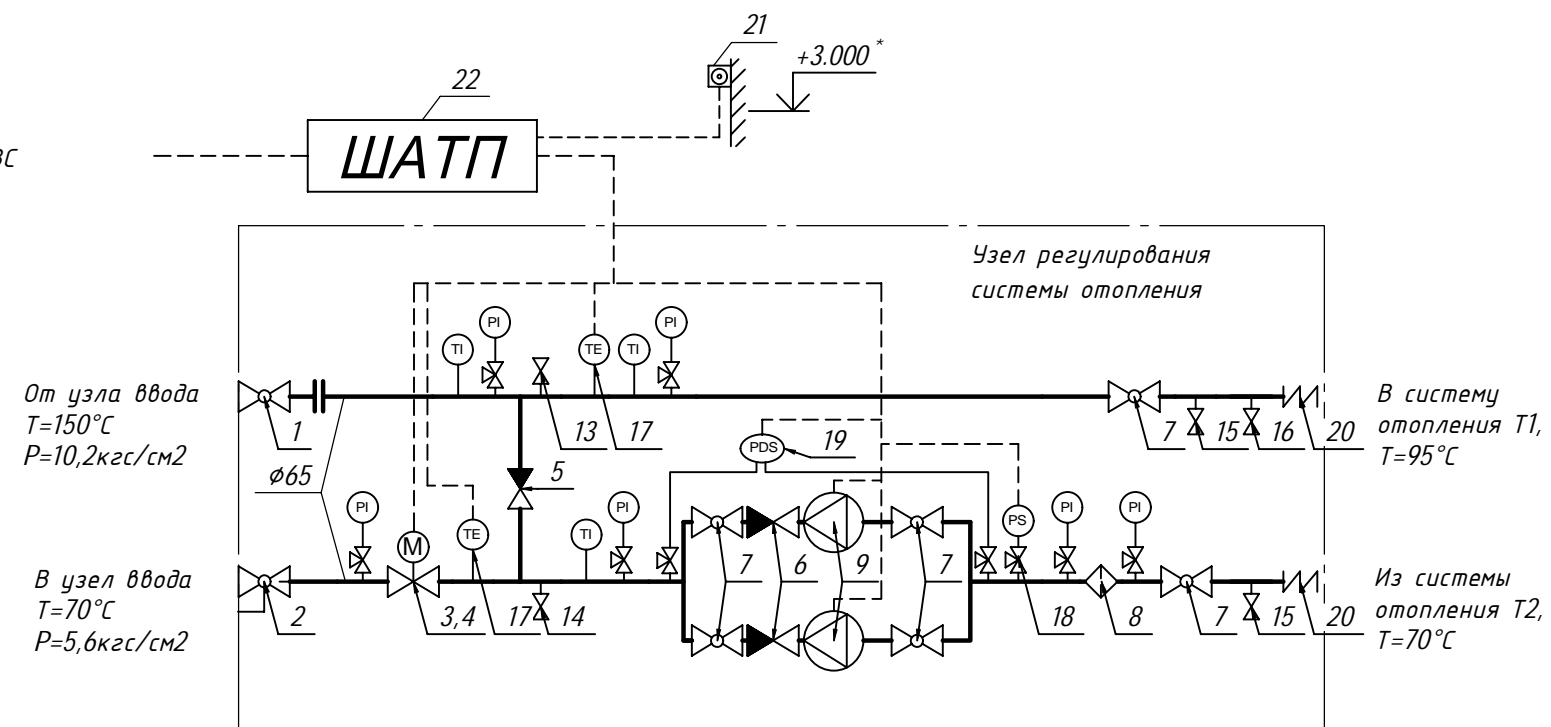 21
+3.000*
22
ШАТП
ВС
Узел регулирования
системы отопления
PI
PI
TI
TE
TI
От узла ввода
T=150°C
P=10,2кгс/см2
1
13
17
7
15
16
20
В систему
отопления Т1,
T=95°C
PDS
19
5
ø65
PI
M
TE
TI
PI
PS
PI
PI
В узел ввода
T=70°C
P=5,6кгс/см2
2
3,4
17
14
7
6
9
7
18
8
7
15
20
Из системы
отопления Т2,
T=70°C